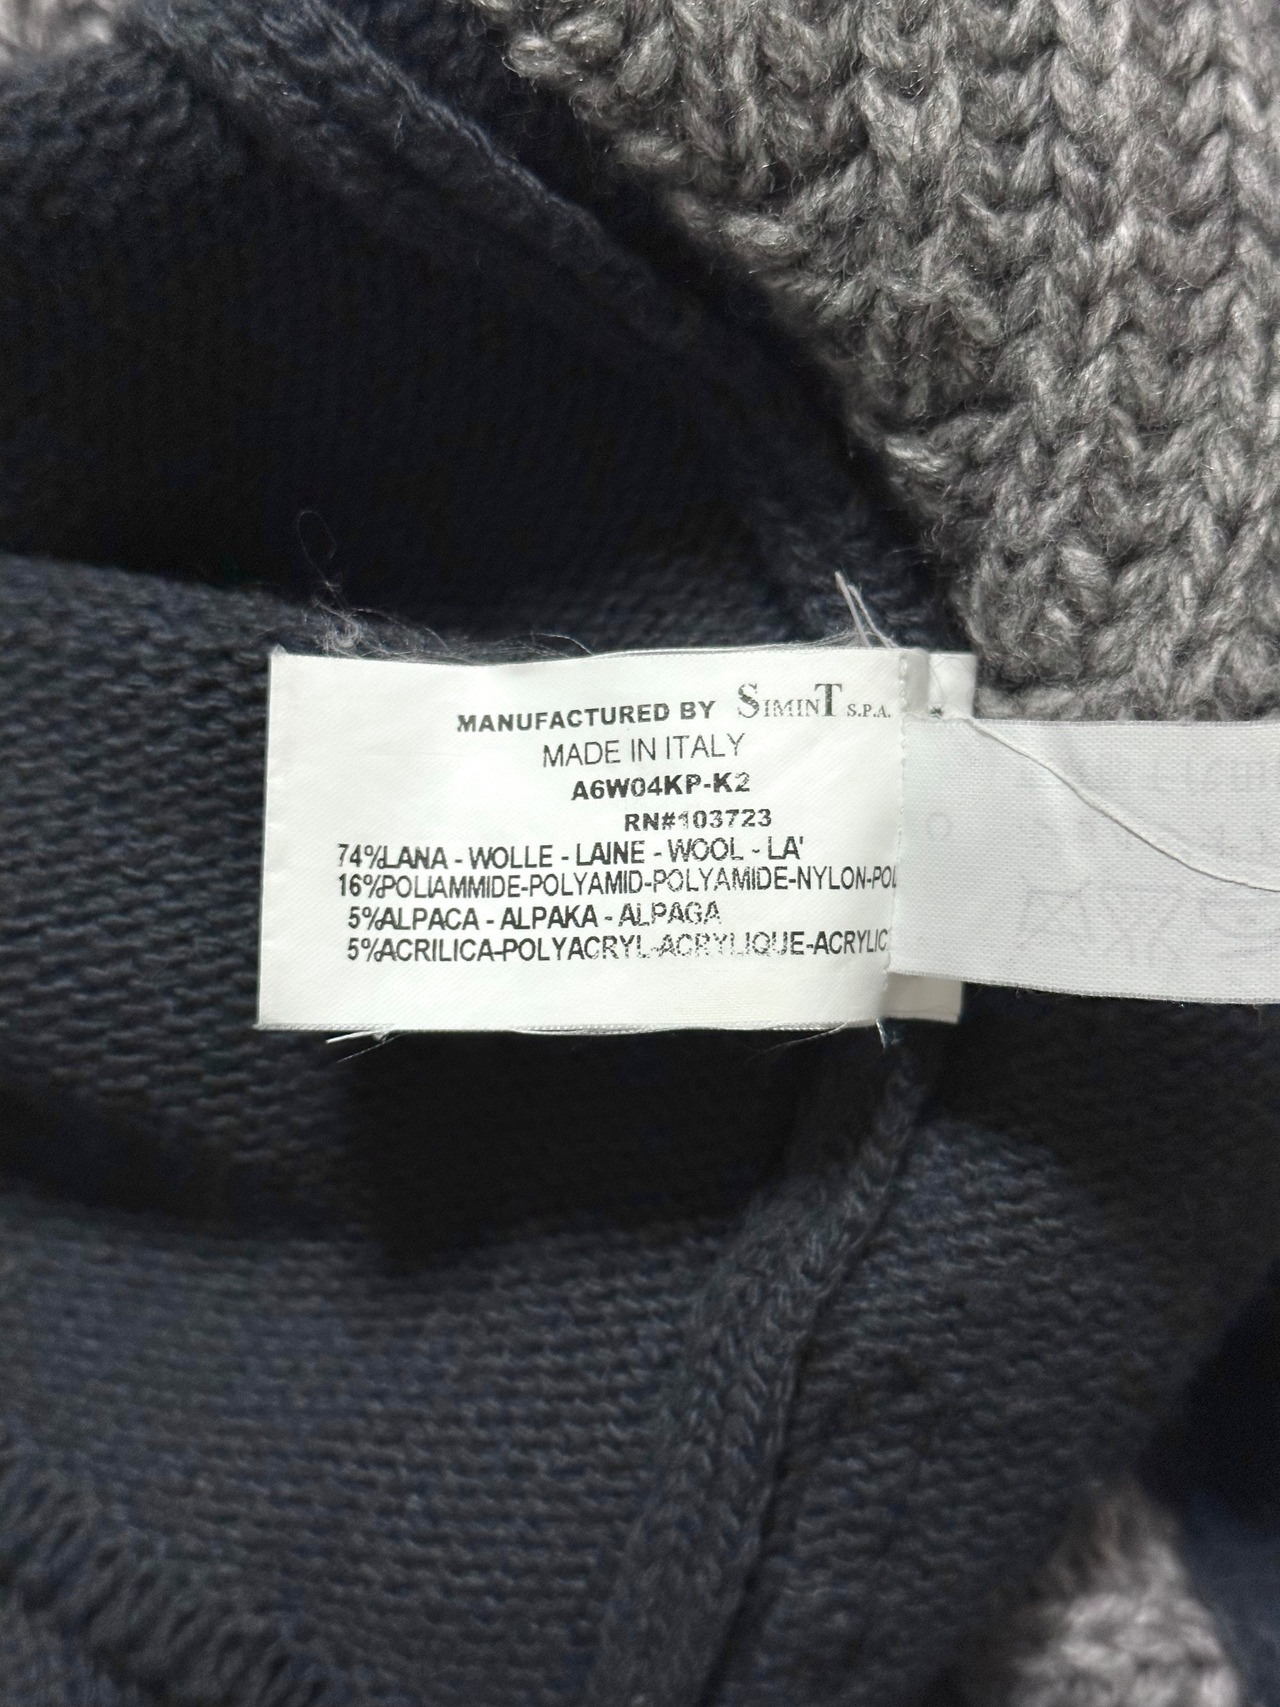 MANUFACTURED BY SIMINT S.P.A.
MADE IN ITALY
A6W04KP-K2
RN#103723
74%LANA - WOLLE - LAINE - WOOL - LA'
16%POLIAMMIDE-POLYAMID-POLYAMIDE-NYLON-POL
5%ALPACA - ALPAKA - ALPAGA
5%ACRILICA-POLYACRYL-ACRYLIQUE-ACRYLIC